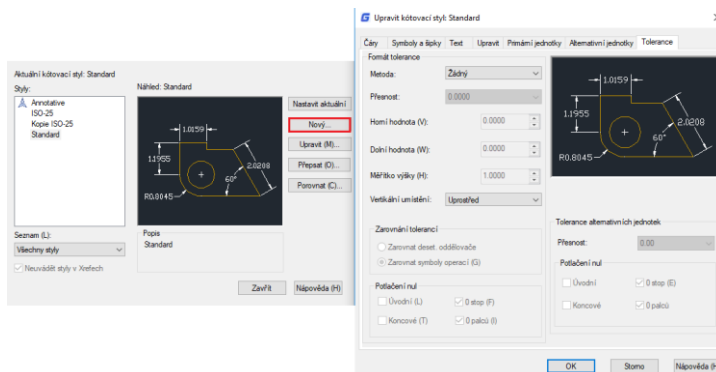 Aktuální kótovací styl: Standard
Styly:
Annotative
ISO-25
Kopie ISO-25
Standard
Seznam (L):
Všechny styly
Neuvádět styly v Xrefech
Náhled: Standard
1.0159
1.1955
2.0208
60°
R0.8045
Popis
Standard
Nastavit aktuální
Nový...
Upravit (M)...
Přepsat (O)...
Porovnat (C)...
Zavřít
Nápověda (H)
Upravit kótovací styl: Standard
Čáry
Symboly a šipky
Text
Upravit
Primární jednotky
Alternativní jednotky
Tolerance
Formát tolerance
Metoda:
Žádný
Přesnost:
0.0000
Horní hodnota (V):
0.0000
Dolní hodnota (W):
0.0000
Měřítko výšky (H):
1.0000
Vertikální umístění:
Uprostřed
Zarovnání tolerancí
Zarovnat deset. oddělovače
Zarovnat symboly operací (G)
Potlačení nul
Úvodní (L)
0 stop (F)
Koncové (T)
0 palců (I)
1.0159
1.1955
2.0208
60°
R0.8045
Tolerance alternativních jednotek
Přesnost:
0.00
Potlačení nul
Úvodní
0 stop (E)
Koncové
0 palců
OK
Storno
Nápověda (H